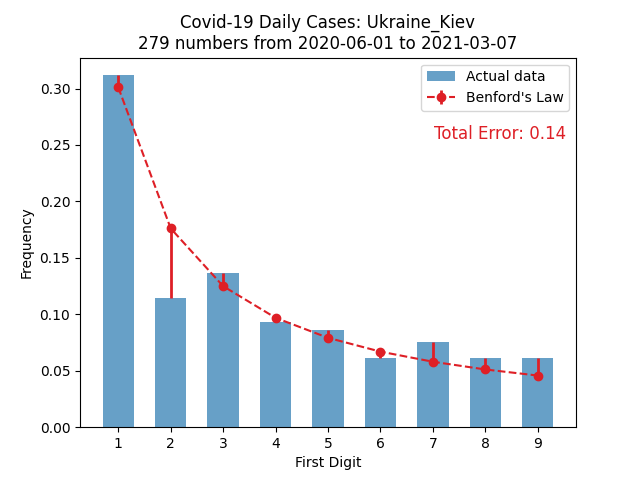 Covid-19 Daily Cases: Ukraine_Kiev
279 numbers from 2020-06-01 to 2021-03-07
Actual data
Benford's Law
Total Error: 0.14
Frequency
0.30
0.25
0.20
0.15
0.10
0.05
0.00
1 2 3 4 5 6 7 8 9
First Digit